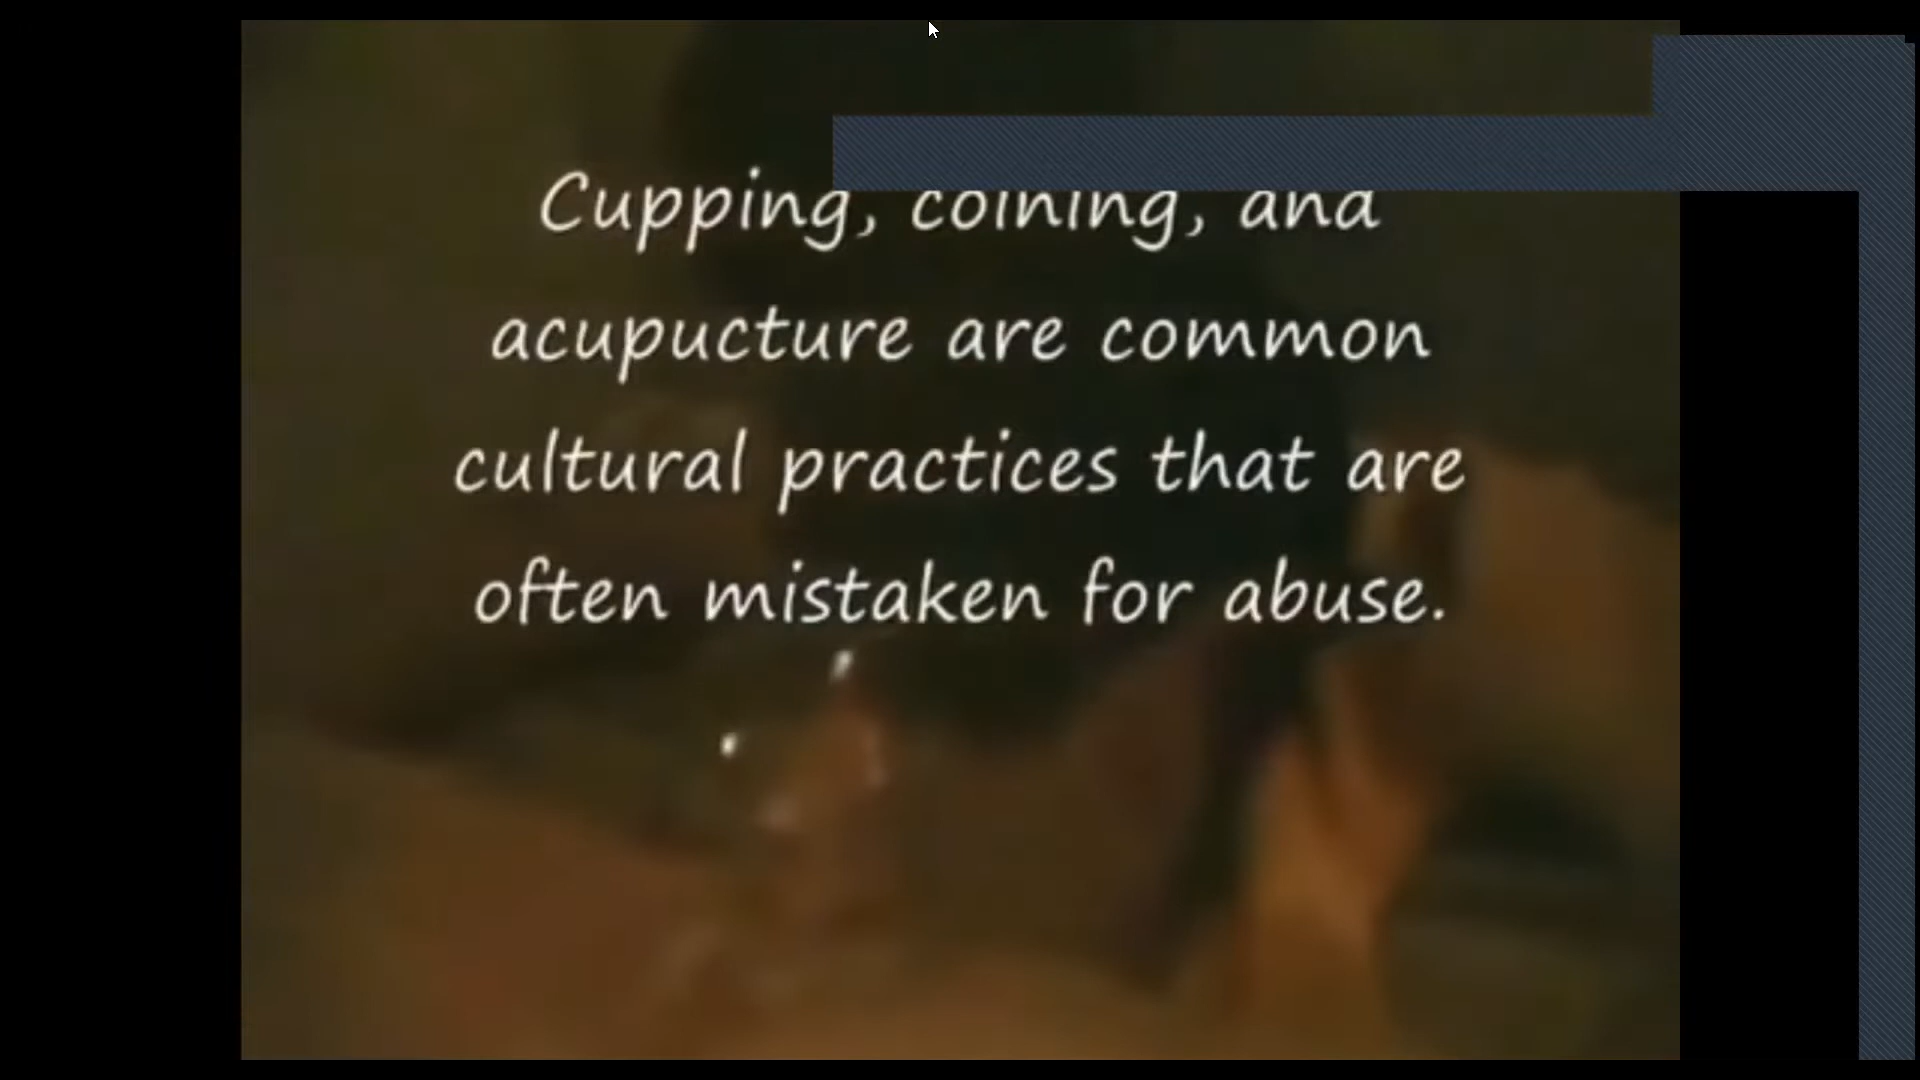 Cupping, coining, and
acupucture are common
cultural practices that are
often mistaken for abuse.